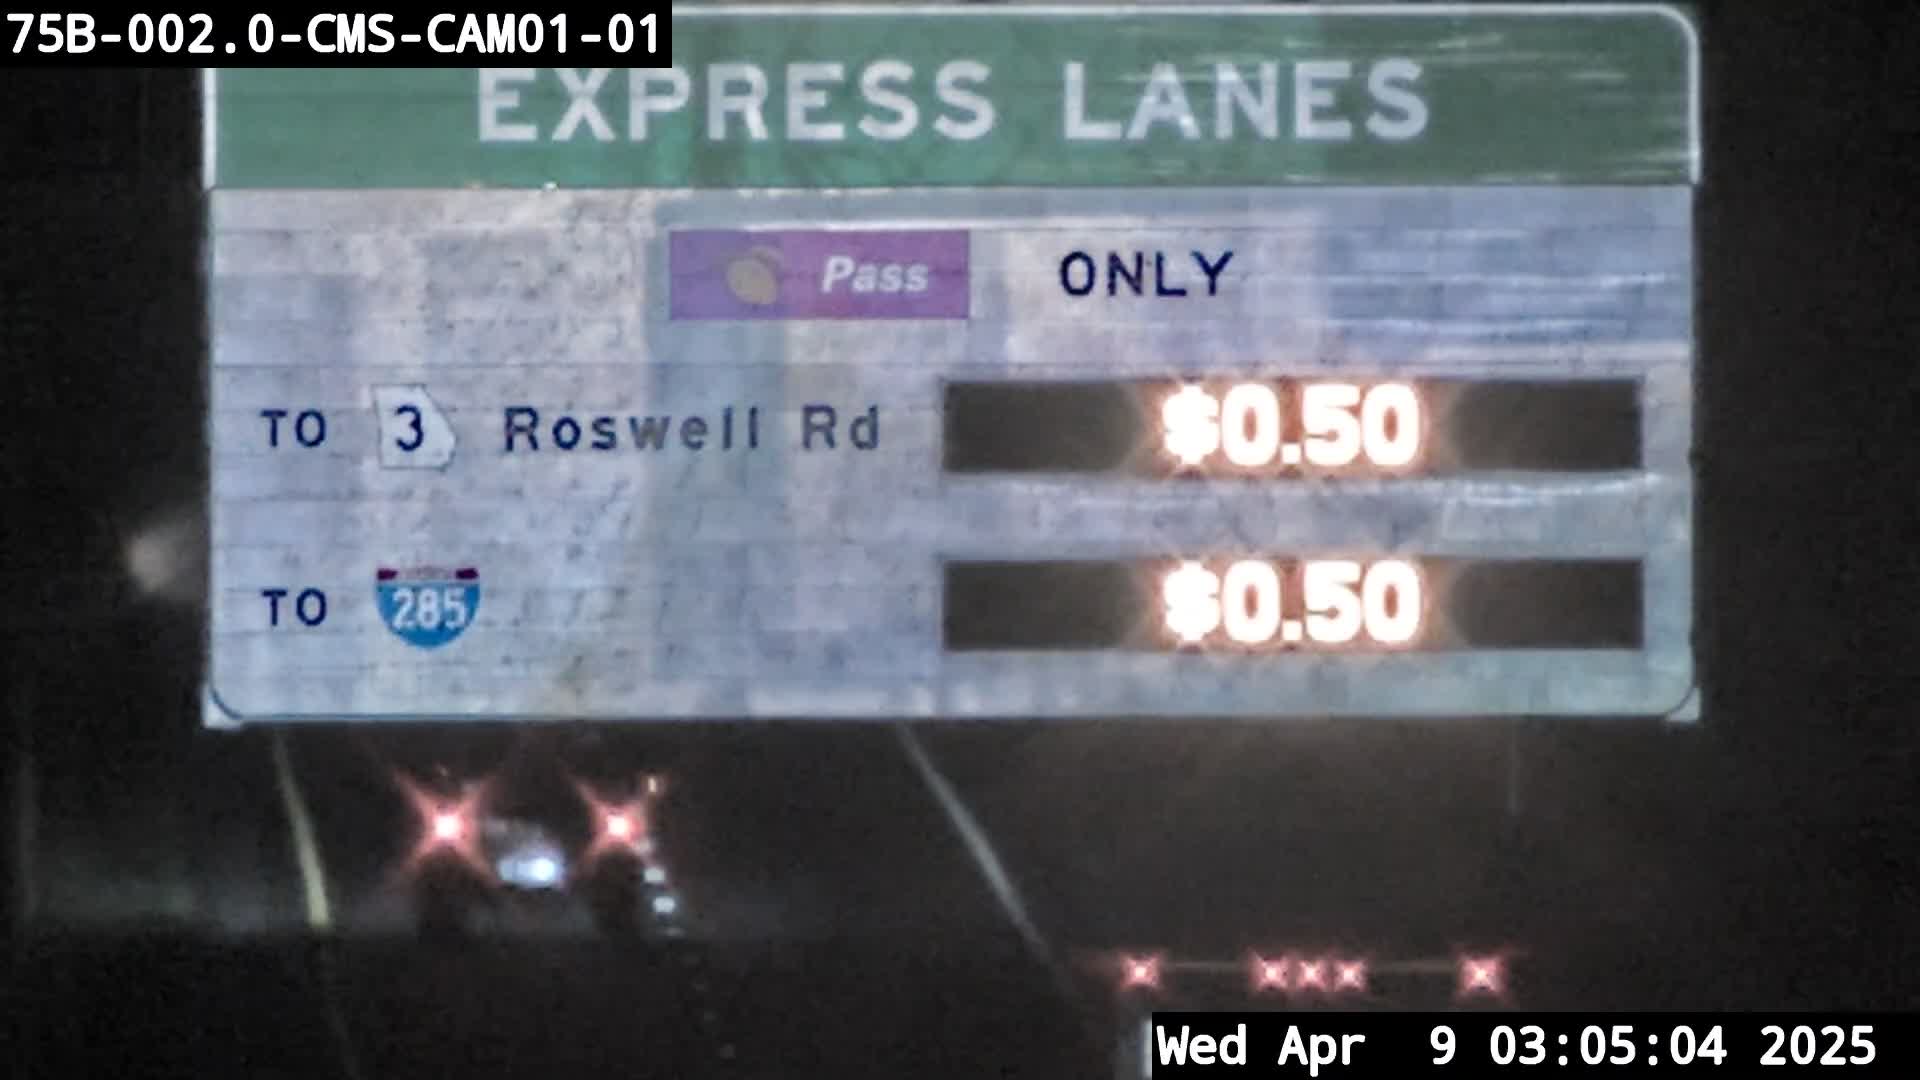 75B-002.0-CMS-CAM01-01
EXPRESS LANES
Pass ONLY
TO 3 Roswell Rd $0.50
TO 285 $0.50
Wed Apr 9 03:05:04 2025